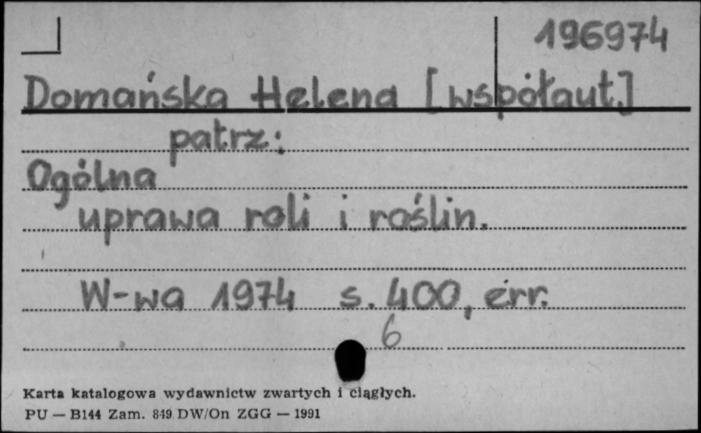 196974
Domańska Helena [współaut.]
patrz:
Ogólna
uprawa roli i roślin.
W-wa 1974 s. 400, err.
6
Karta katalogowa wydawnictw zwartych i ciągłych.
PU — B144 Zam. 849 DW/On ZGG — 1991